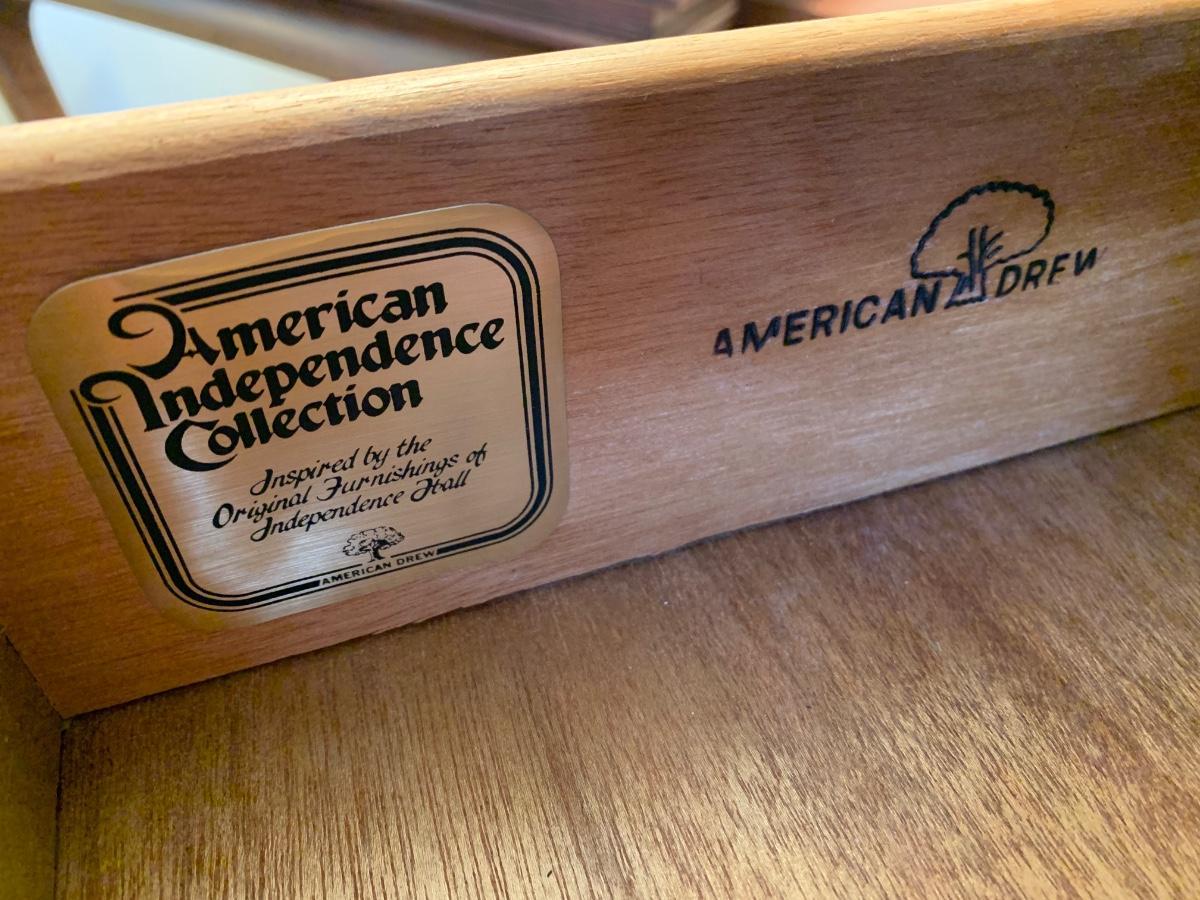 American
Independence
Collection
Inspired by the
Original Furnishings of
Independence Hall
AMERICAN DREW
AMERICAN DREW